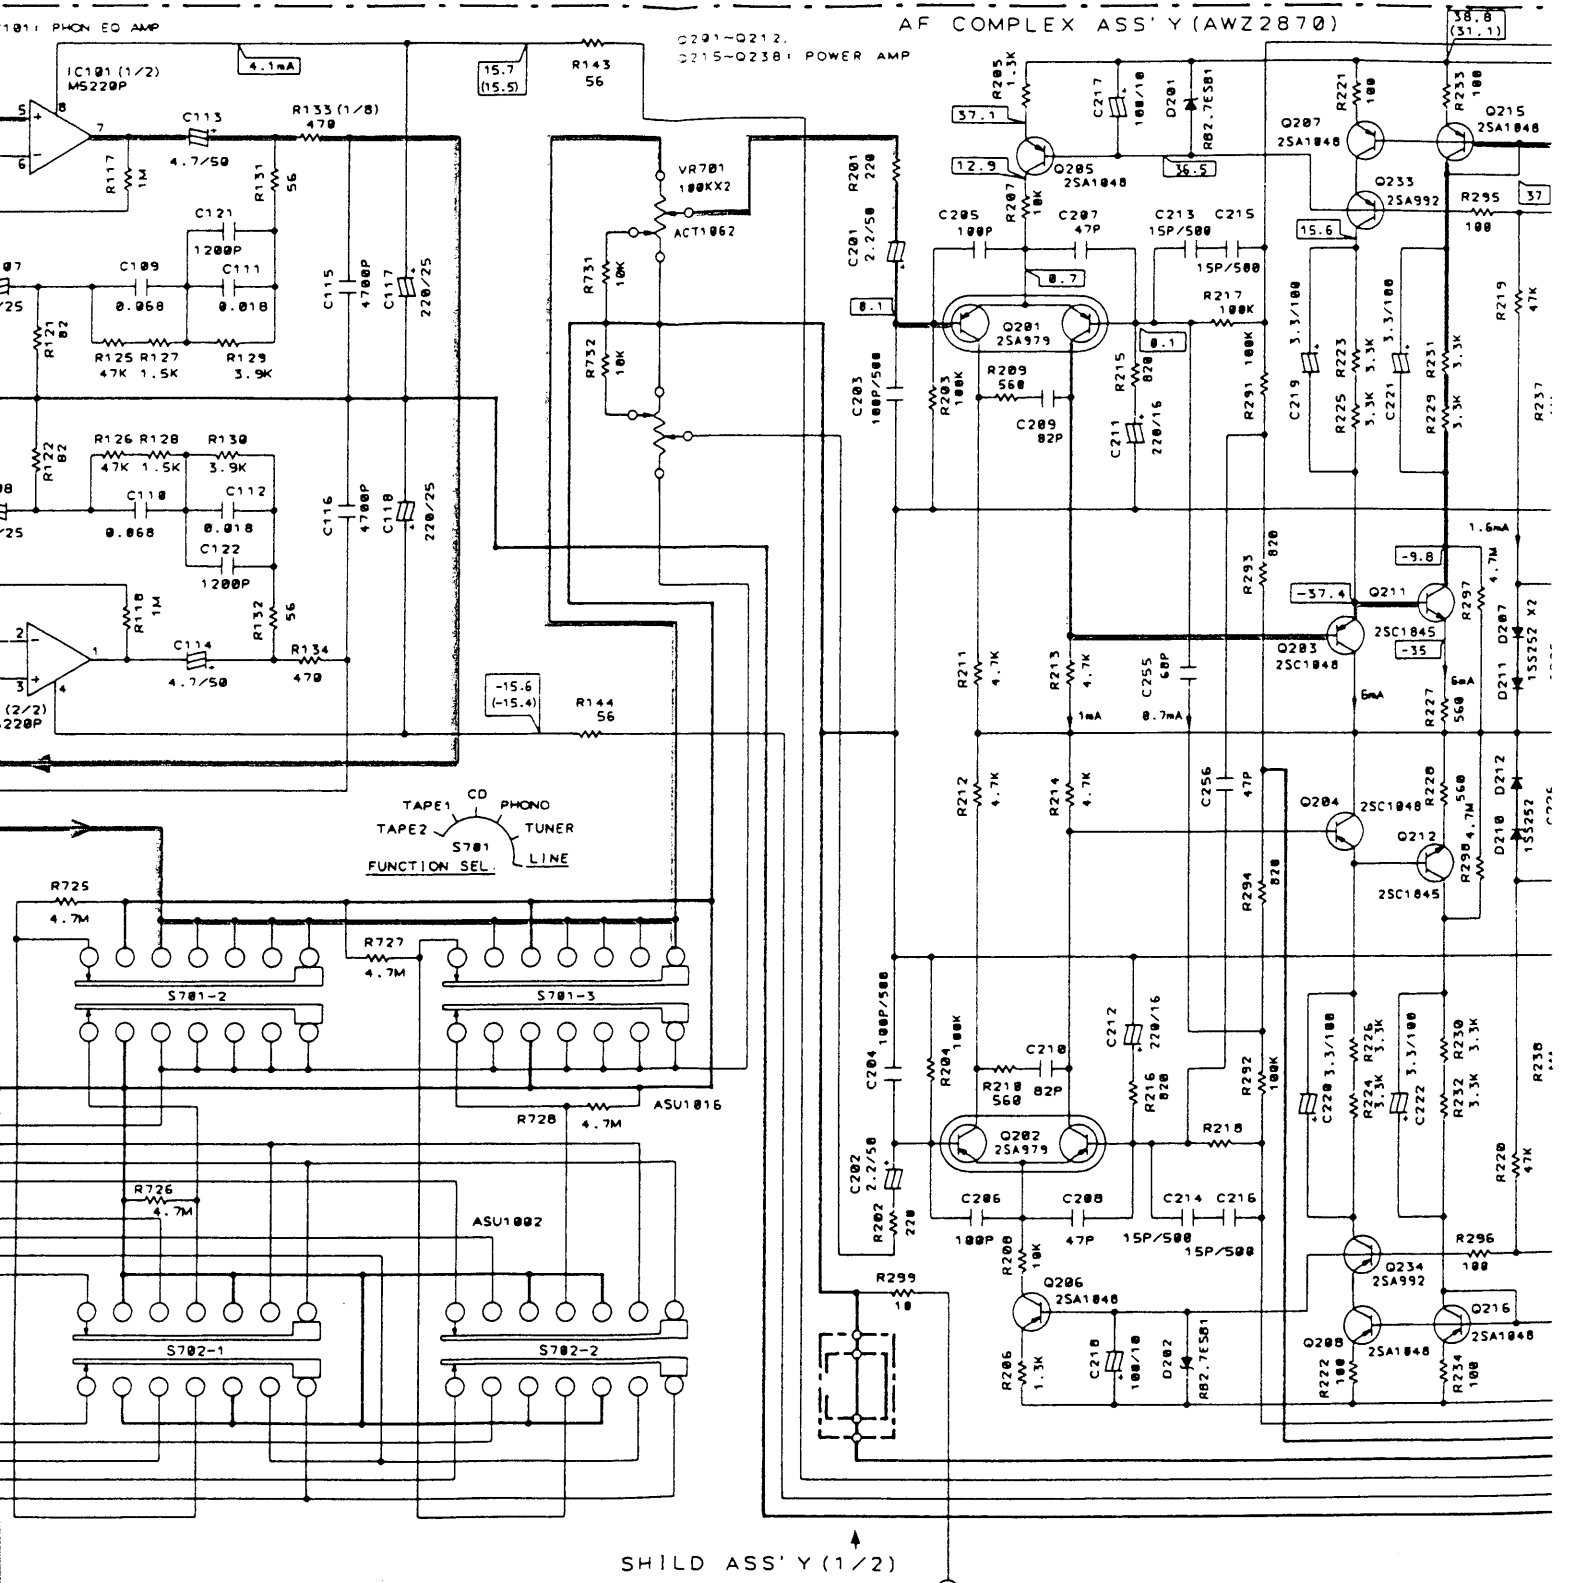 101: PHON EQ AMP
AF COMPLEX ASS'Y (AWZ2870)
Q201~Q212,
Q215~Q238: POWER AMP
38.8
(31.1)
IC101 (1/2)
M5220P
8
5
6
7
4.1mA
15.7
(15.5)
R143
56
C113
4.7/50
R133 (1/8)
470
R117
1M
R131
56
C121
1200P
C109
0.068
C111
0.018
07
/25
R121
82
R125
47K
R127
1.5K
R129
3.9K
C115
4700P
C117
220/25
R122
82
R126
47K
R128
1.5K
R130
3.9K
C110
0.068
C112
0.018
C122
1200P
08
/25
C116
4700P
C118
220/25
R118
1M
R132
56
2
3
1
4
C114
4.7/50
R134
470
(2/2)
5220P
-15.6
(-15.4)
R144
56
VR701
100KX2
ACT1062
R731
10K
R732
10K
TAPE1
CD
PHONO
TAPE2
TUNER
S701
LINE
FUNCTION SEL.
R725
4.7M
R727
4.7M
S701-2
S701-3
R728
4.7M
ASU1016
R726
4.7M
ASU1002
S702-1
S702-2
SHILD ASS'Y (1/2)
R205
1.3K
C217
100/10
D201
RB2.7ESB1
37.1
12.9
Q205
2SA1048
36.5
R201
220
R207
10K
C201
2.2/50
C205
100P
C207
47P
C213
15P/500
C215
15P/500
0.7
0.1
Q201
2SA979
0.1
R217
100K
C203
100P/500
R203
100K
R209
560
C209
82P
R215
820
C211
220/16
R291
100K
R293
820
R211
4.7K
R213
4.7K
C255
68P
1mA
0.7mA
R212
4.7K
R214
4.7K
C256
47P
R294
820
R221
100
R233
100
Q207
2SA1048
Q215
2SA1048
Q233
2SA992
15.6
R295
100
37
C219
3.3/100
R223
3.3K
R225
3.3K
C221
3.3/100
R231
3.3K
R229
3.3K
R219
47K
R237
1.6mA
-9.8
-37.4
Q211
2SC1845
R297
4.7M
Q203
2SC1048
-35
6mA
6mA
R227
560
D207
D211
1SS252 X2
Q204
2SC1048
R228
560
D212
D210
1SS252
Q212
2SC1845
R298
4.7M
C204
100P/500
R204
100K
R210
560
C210
82P
C212
220/16
R216
820
R292
100K
Q202
2SA979
R218
C202
2.2/50
R202
220
C206
100P
C208
47P
C214
15P/500
C216
15P/500
R208
10K
Q206
2SA1048
R206
1.3K
C218
100/10
D202
RB2.7ESB1
R299
10
C220
3.3/100
R226
3.3K
R224
3.3K
C222
3.3/100
R230
3.3K
R232
3.3K
R238
R220
47K
Q234
2SA992
R296
100
Q208
2SA1048
Q216
2SA1048
R222
100
R234
100